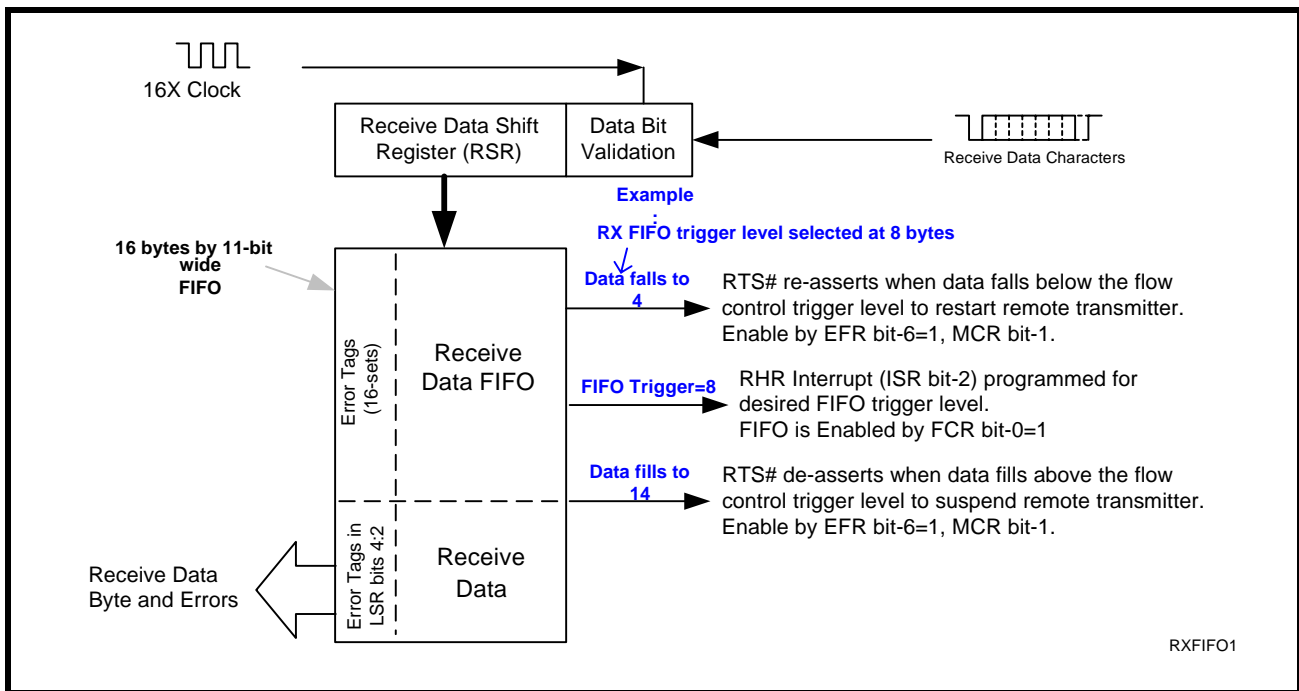 16X Clock
Receive Data Shift
Register (RSR)
Data Bit
Validation
Receive Data Characters
Example
:
RX FIFO trigger level selected at 8 bytes
16 bytes by 11-bit
wide
FIFO
Error Tags
(16-sets)
Receive
Data FIFO
Data falls to
4
RTS# re-asserts when data falls below the flow
control trigger level to restart remote transmitter.
Enable by EFR bit-6=1, MCR bit-1.
FIFO Trigger=8
RHR Interrupt (ISR bit-2) programmed for
desired FIFO trigger level.
FIFO is Enabled by FCR bit-0=1
Data fills to
14
RTS# de-asserts when data fills above the flow
control trigger level to suspend remote transmitter.
Enable by EFR bit-6=1, MCR bit-1.
Error Tags in
LSR bits 4:2
Receive
Data
Receive Data
Byte and Errors
RXFIFO1